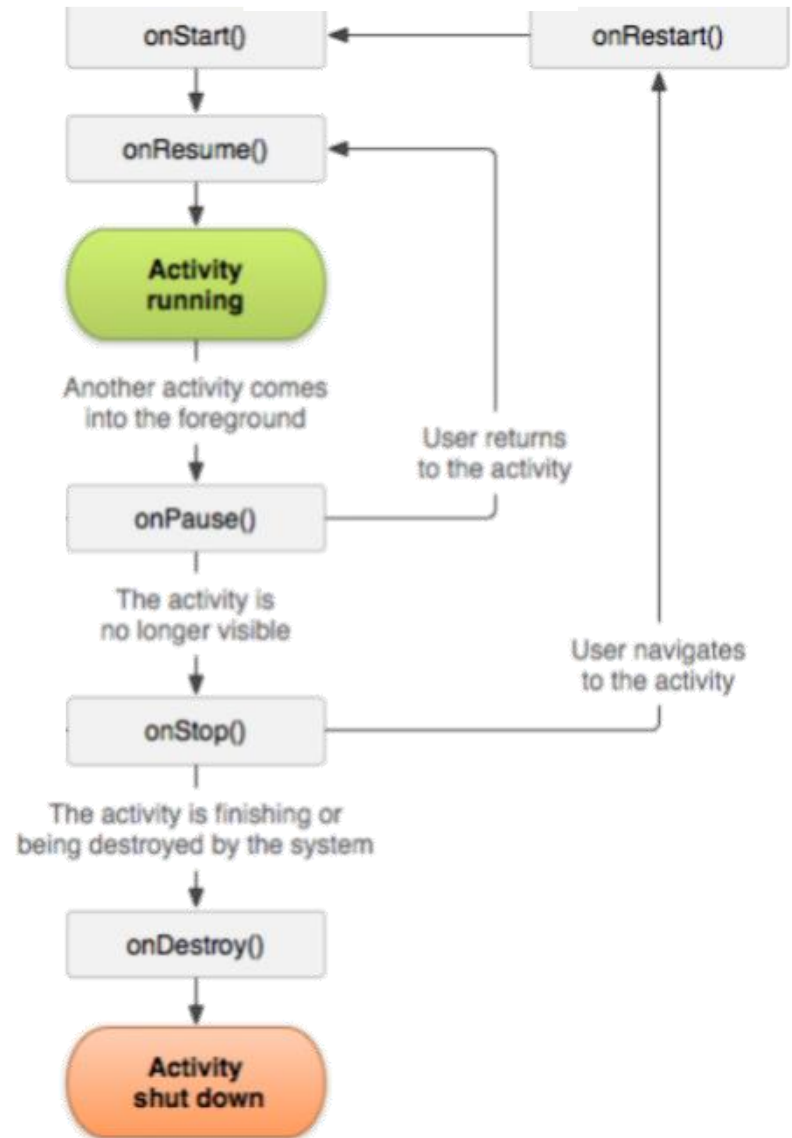 onStart()
onRestart()
onResume()
Activity
running
Another activity comes
into the foreground
User returns
to the activity
onPause()
The activity is
no longer visible
User navigates
to the activity
onStop()
The activity is finishing or
being destroyed by the system
onDestroy()
Activity
shut down